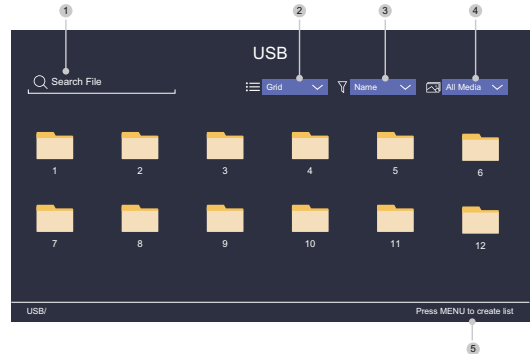 1 2 3 4
USB
Search File Grid Name All Media
1 2 3 4 5 6
7 8 9 10 11 12
USB/ Press MENU to create list
5